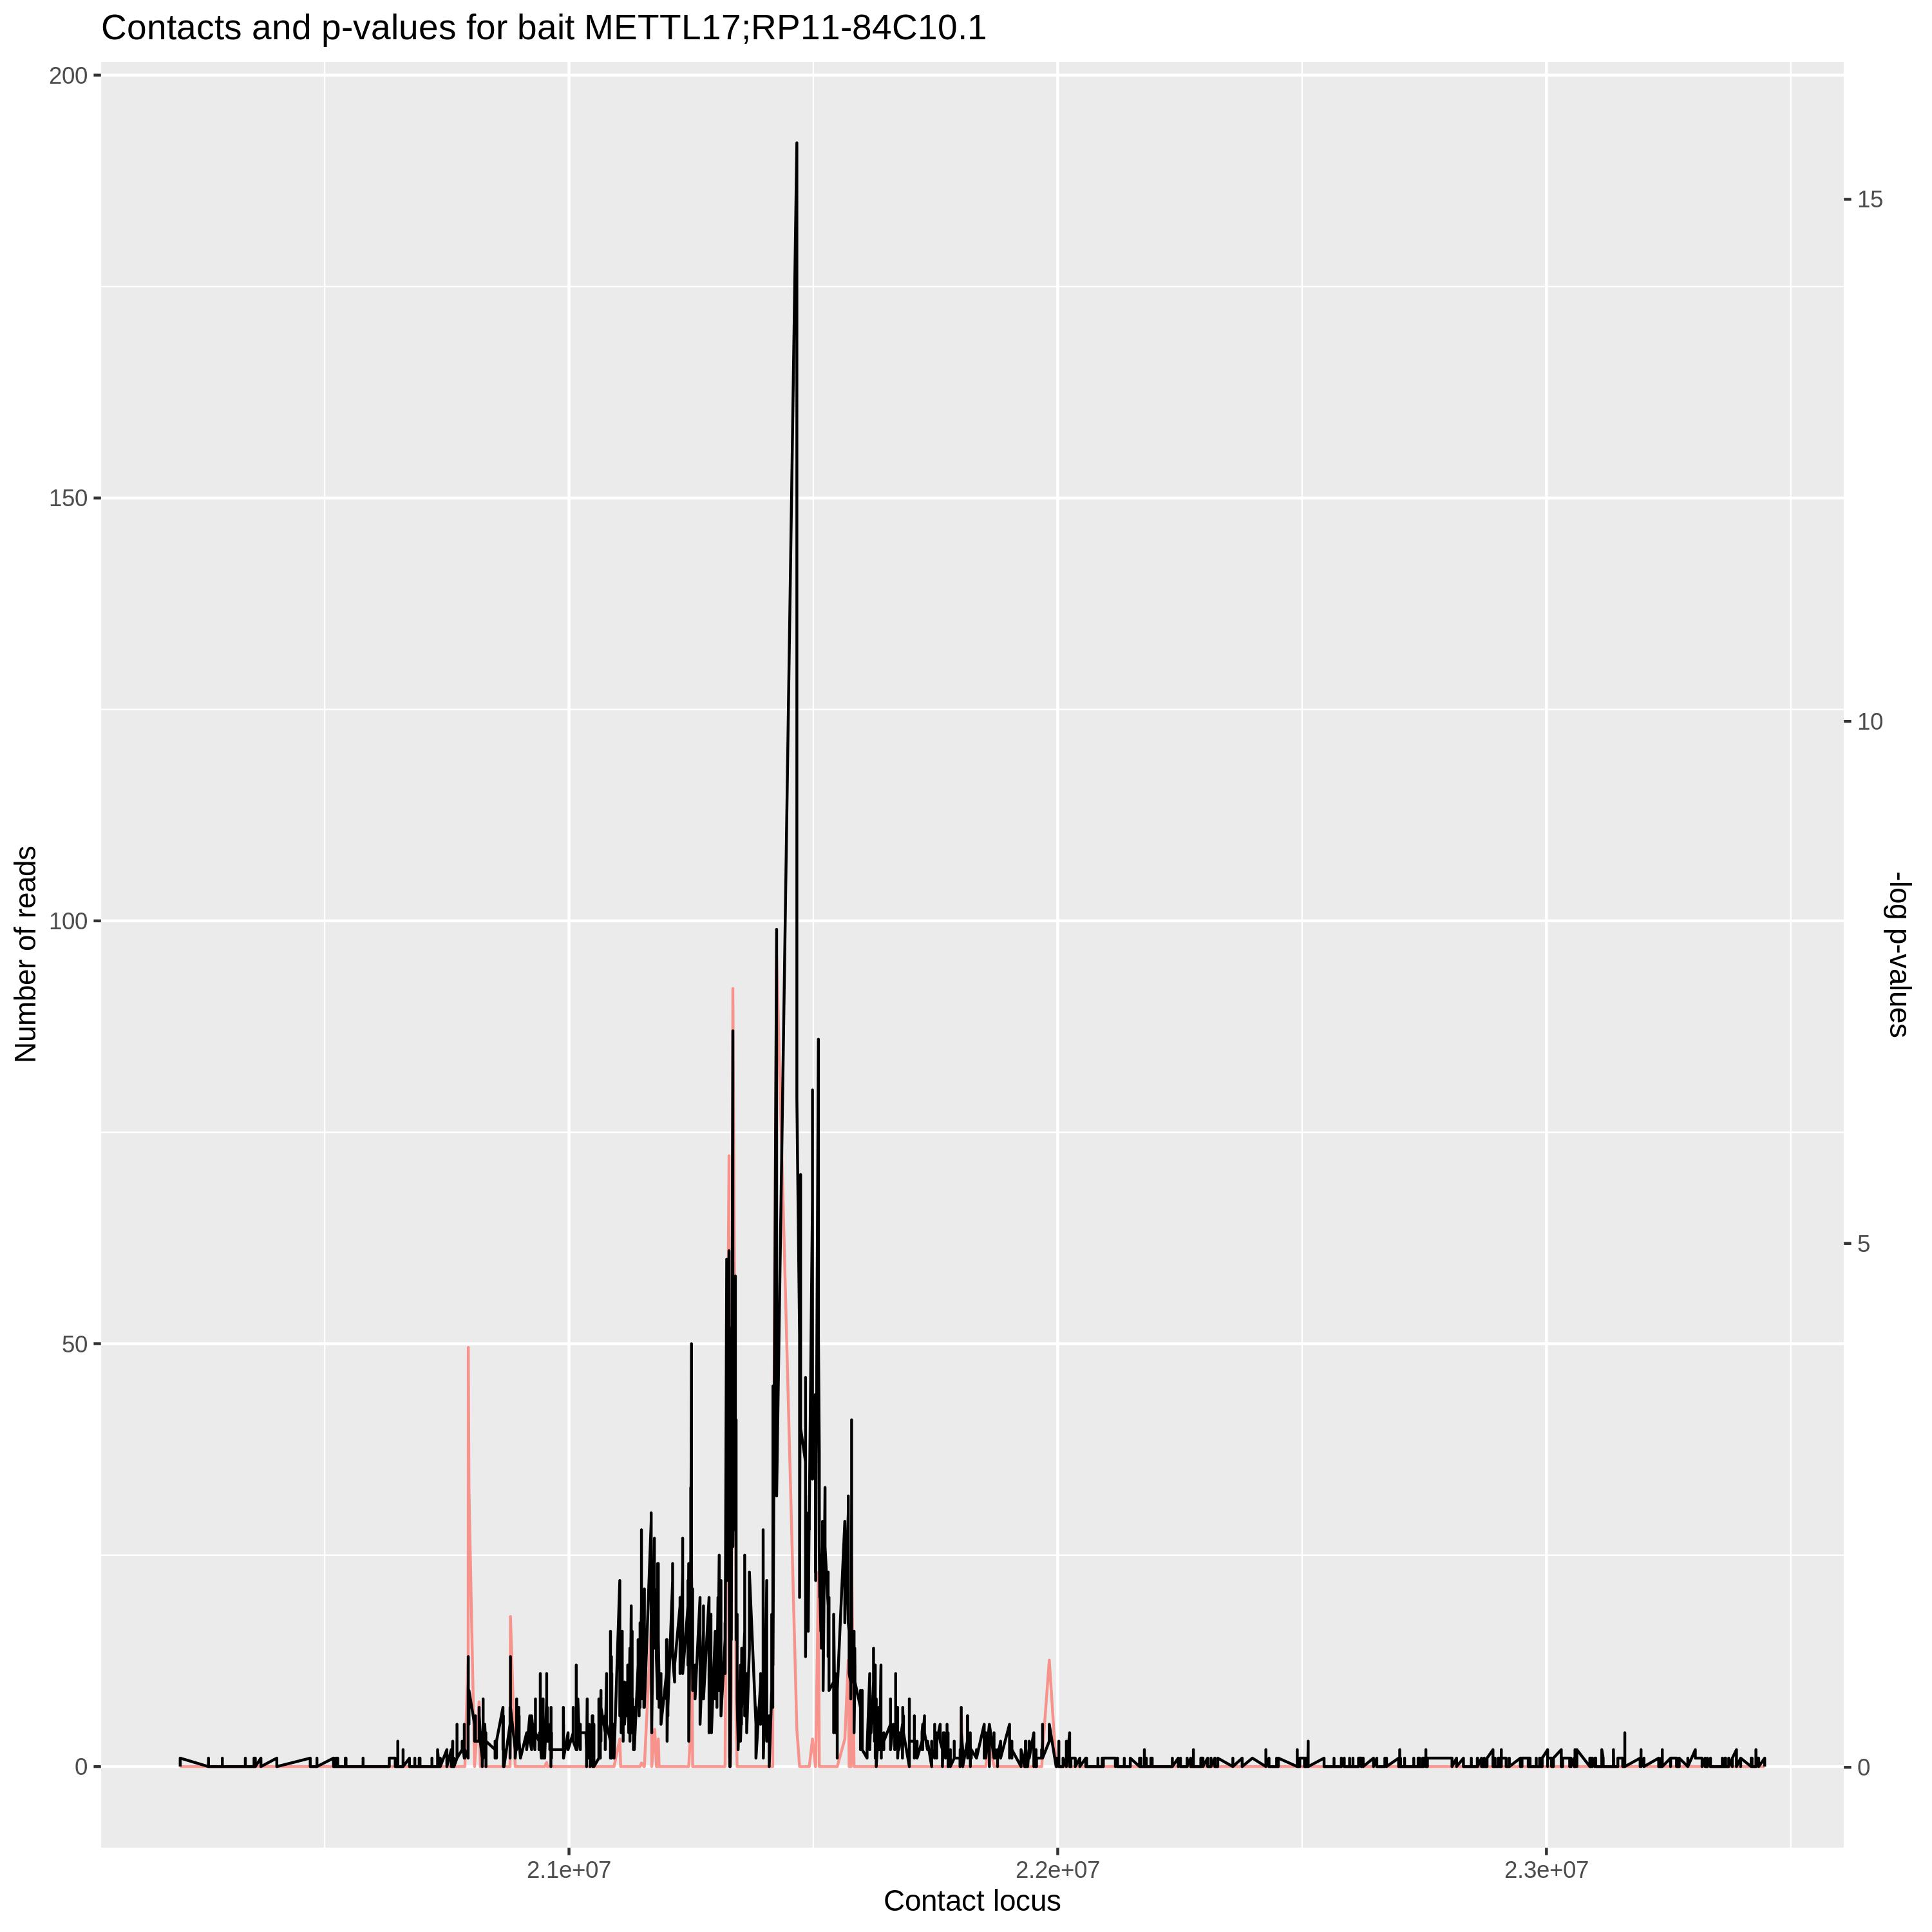 Contacts and p-values for bait METTL17;RP11-84C10.1
200
150
100
50
0
Number of reads
15
10
5
0
-log p-values
2.1e+07
2.2e+07
2.3e+07
Contact locus